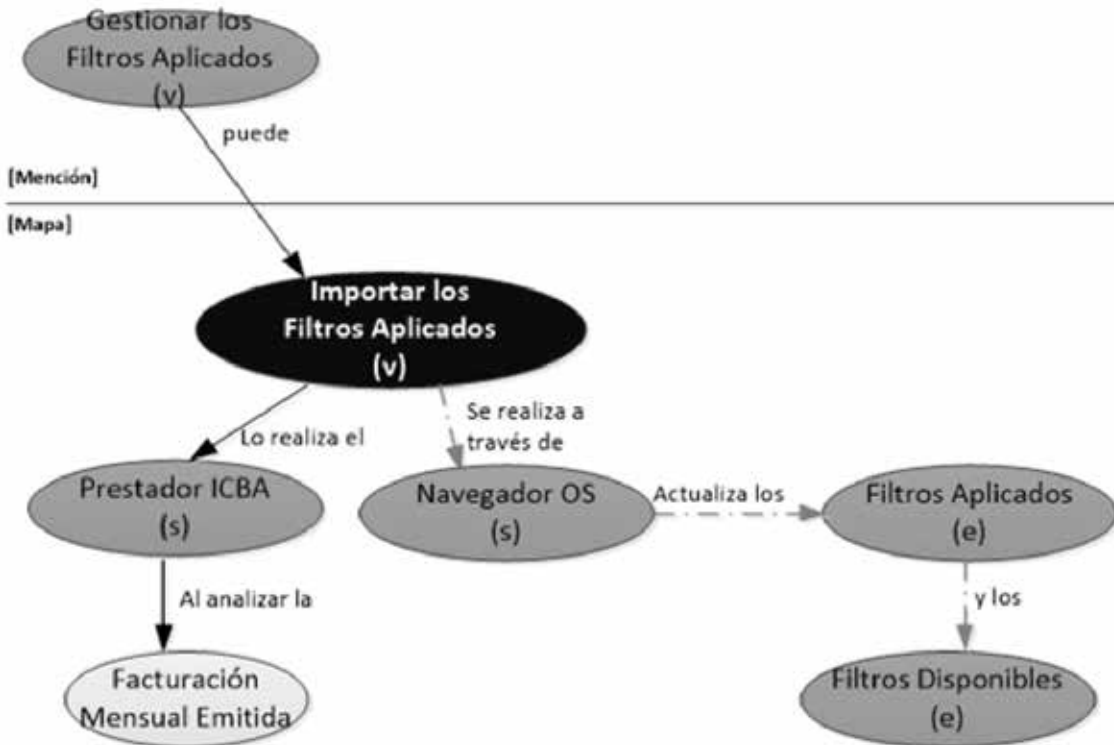 Gestionar los
Filtros Aplicados
(v)
puede
[Mención]
[Mapa]
Importar los
Filtros Aplicados
(v)
Lo realiza el
Se realiza a
través de
Prestador ICBA
(s)
Navegador OS
(s)
Actualiza los
Filtros Aplicados
(e)
Al analizar la
y los
Facturación
Mensual Emitida
Filtros Disponibles
(e)